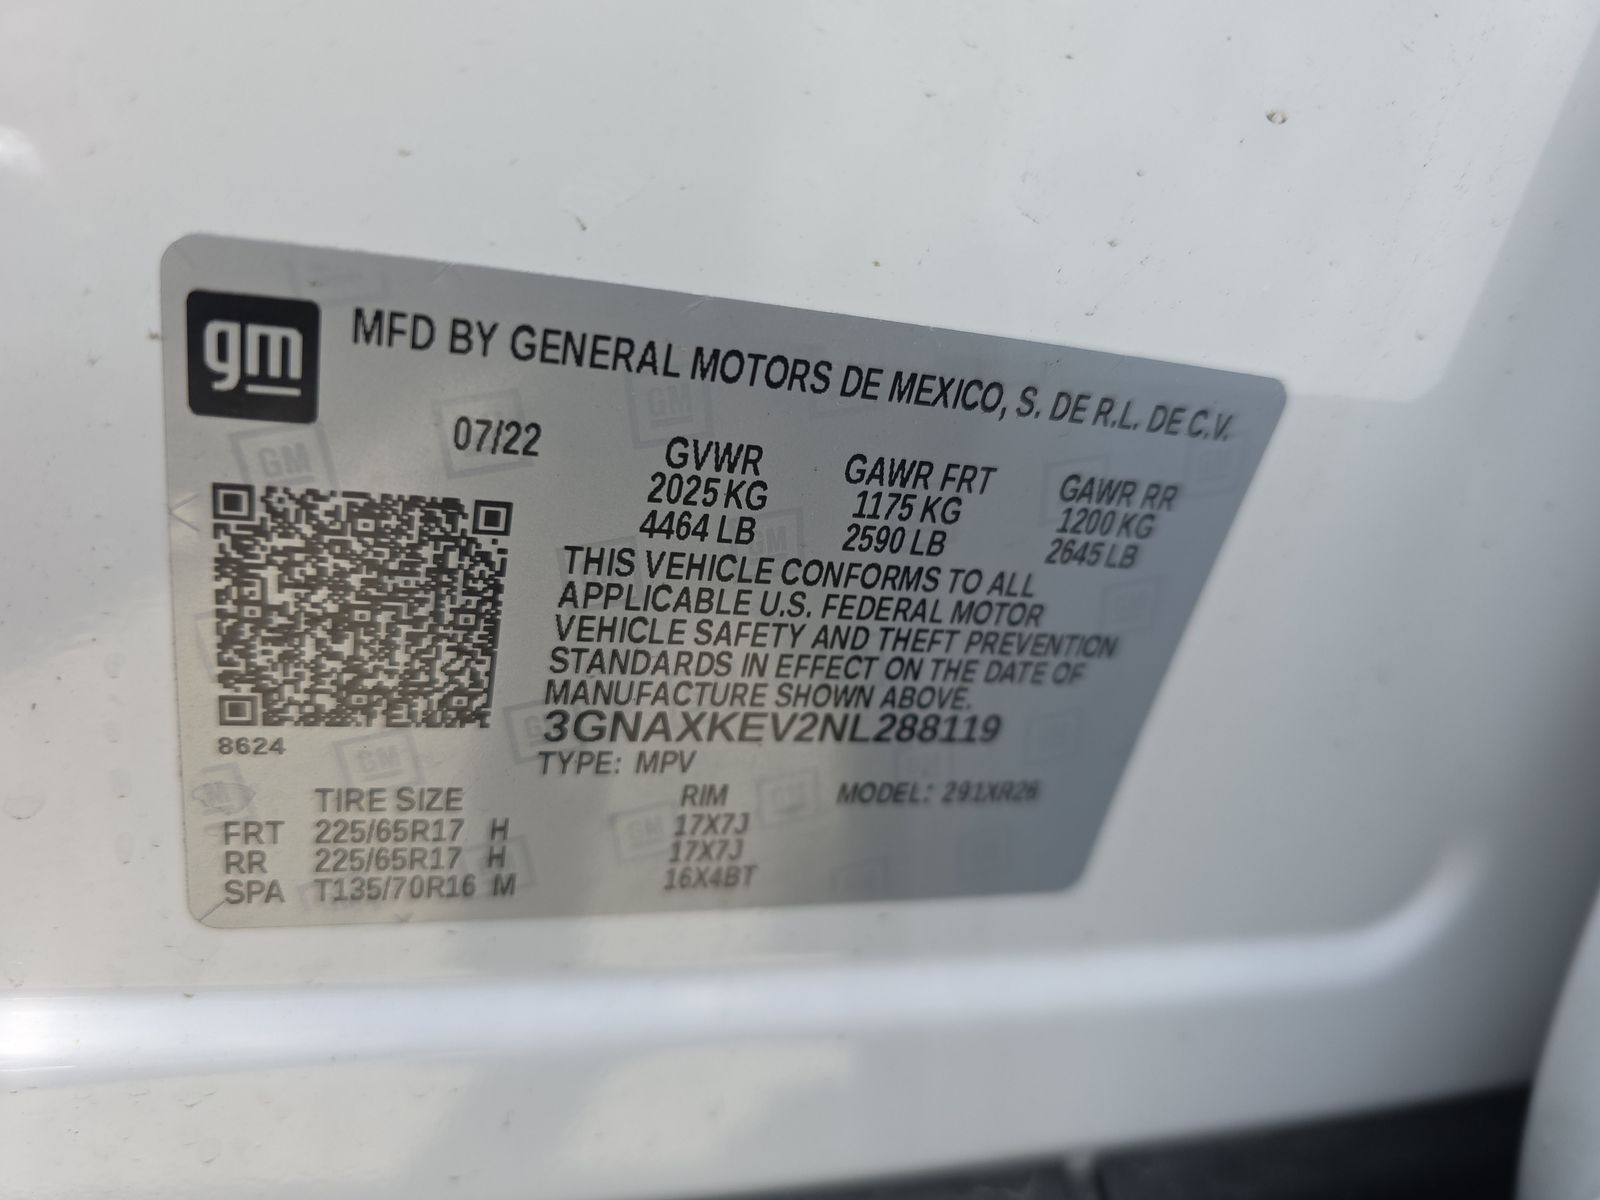 gm
MFD BY GENERAL MOTORS DE MEXICO, S. DE R.L. DE C.V.
07/22
GVWR GAWR FRT GAWR RR
2025 KG 1175 KG 1200 KG
4464 LB 2590 LB 2645 LB
THIS VEHICLE CONFORMS TO ALL
APPLICABLE U.S. FEDERAL MOTOR
VEHICLE SAFETY AND THEFT PREVENTION
STANDARDS IN EFFECT ON THE DATE OF
MANUFACTURE SHOWN ABOVE.
3GNAXKEV2NL288119
8624
TYPE: MPV
TIRE SIZE RIM MODEL: 291XR26
FRT 225/65R17 H 17X7J
RR 225/65R17 H 17X7J
SPA T135/70R16 M 16X4BT